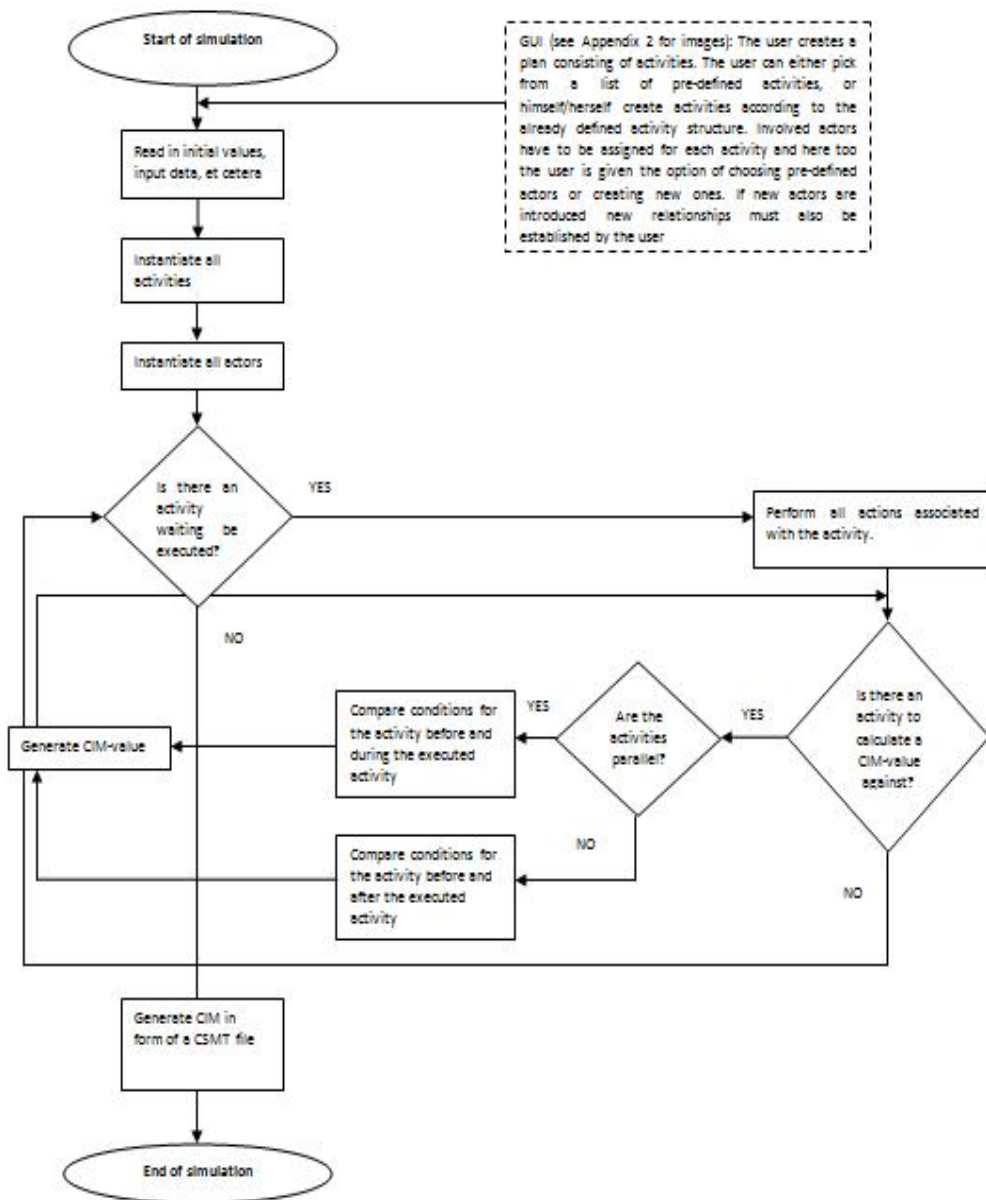 Start of simulation
GUI (see Appendix 2 for images): The user creates a
plan consisting of activities. The user can either pick
from a list of pre-defined activities, or
himself/herself create activities according to the
already defined activity structure. Involved actors
have to be assigned for each activity and here too
the user is given the option of choosing pre-defined
actors or creating new ones. If new actors are
introduced new relationships must also be
established by the user
Read in initial values,
input data, et cetera
Instantiate all
activities
Instantiate all actors
Is there an
activity
waiting be
executed?
YES
Perform all actions associated
with the activity.
NO
Is there an
activity to
calculate a
CIM-value
against?
YES
Are the
activities
parallel?
YES
Compare conditions for
the activity before and
during the executed
activity
Generate CIM-value
NO
Compare conditions for
the activity before and
after the executed
activity
NO
Generate CIM in
form of a CSMT file
End of simulation